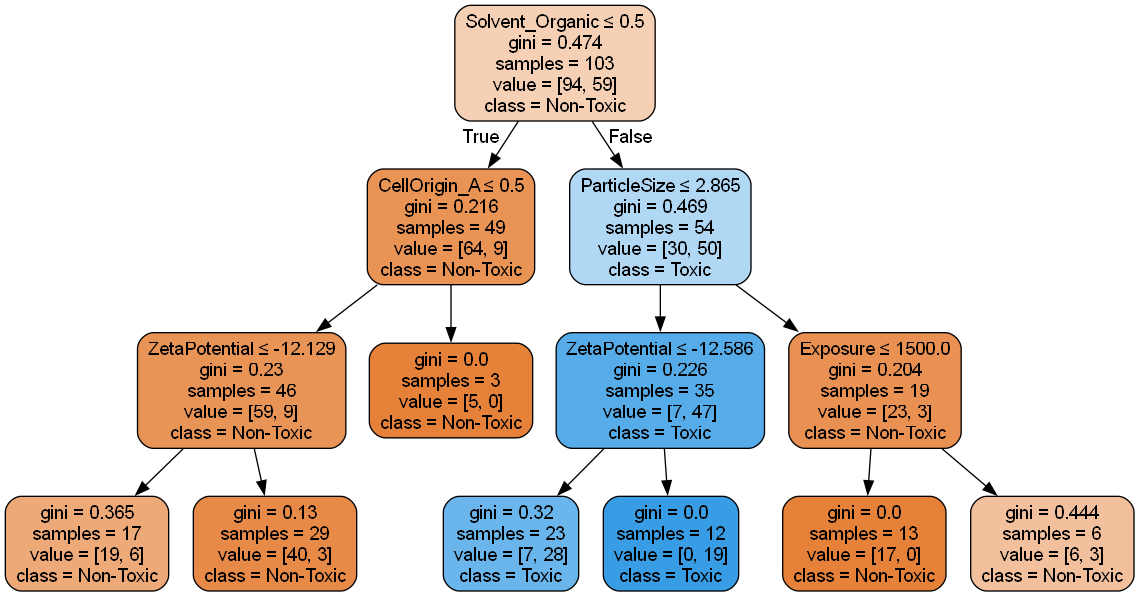 Solvent_Organic ≤ 0.5
gini = 0.474
samples = 103
value = [94, 59]
class = Non-Toxic
True
False
CellOrigin_A ≤ 0.5
gini = 0.216
samples = 49
value = [64, 9]
class = Non-Toxic
ParticleSize ≤ 2.865
gini = 0.469
samples = 54
value = [30, 50]
class = Toxic
ZetaPotential ≤ -12.129
gini = 0.23
samples = 46
value = [59, 9]
class = Non-Toxic
gini = 0.0
samples = 3
value = [5, 0]
class = Non-Toxic
ZetaPotential ≤ -12.586
gini = 0.226
samples = 35
value = [7, 47]
class = Toxic
Exposure ≤ 1500.0
gini = 0.204
samples = 19
value = [23, 3]
class = Non-Toxic
gini = 0.365
samples = 17
value = [19, 6]
class = Non-Toxic
gini = 0.13
samples = 29
value = [40, 3]
class = Non-Toxic
gini = 0.32
samples = 23
value = [7, 28]
class = Toxic
gini = 0.0
samples = 12
value = [0, 19]
class = Toxic
gini = 0.0
samples = 13
value = [17, 0]
class = Non-Toxic
gini = 0.444
samples = 6
value = [6, 3]
class = Non-Toxic